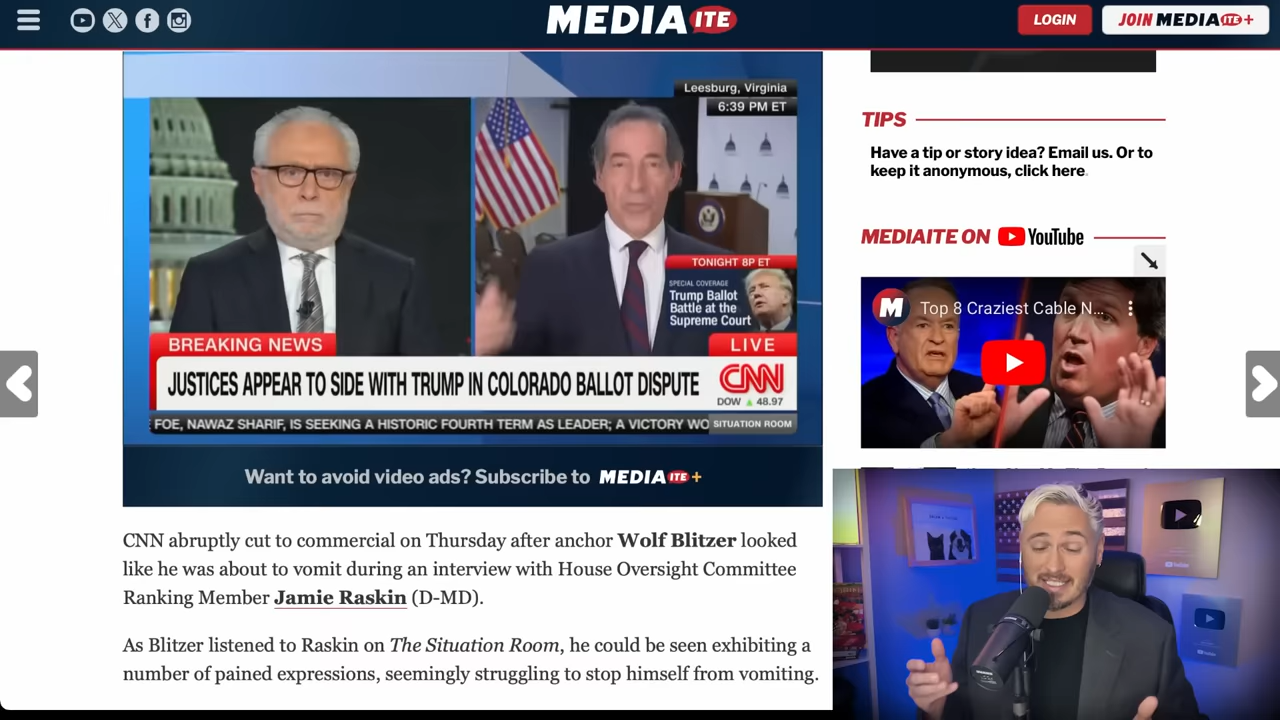 MEDIAITE
LOGIN
JOIN MEDIAITE+
Leesburg, Virginia
6:39 PM ET
TONIGHT 8P ET
SPECIAL COVERAGE
Trump Ballot
Battle at the
Supreme Court
BREAKING NEWS
LIVE
JUSTICES APPEAR TO SIDE WITH TRUMP IN COLORADO BALLOT DISPUTE
CNN
DOW ▲ 48.97
FOE, NAWAZ SHARIF, IS SEEKING A HISTORIC FOURTH TERM AS LEADER; A VICTORY WO
SITUATION ROOM
Want to avoid video ads? Subscribe to MEDIAITE+
CNN abruptly cut to commercial on Thursday after anchor Wolf Blitzer looked
like he was about to vomit during an interview with House Oversight Committee
Ranking Member Jamie Raskin (D-MD).
As Blitzer listened to Raskin on The Situation Room, he could be seen exhibiting a
number of pained expressions, seemingly struggling to stop himself from vomiting.
TIPS
Have a tip or story idea? Email us. Or to
keep it anonymous, click here.
MEDIAITE ON YouTube
M
Top 8 Craziest Cable N...